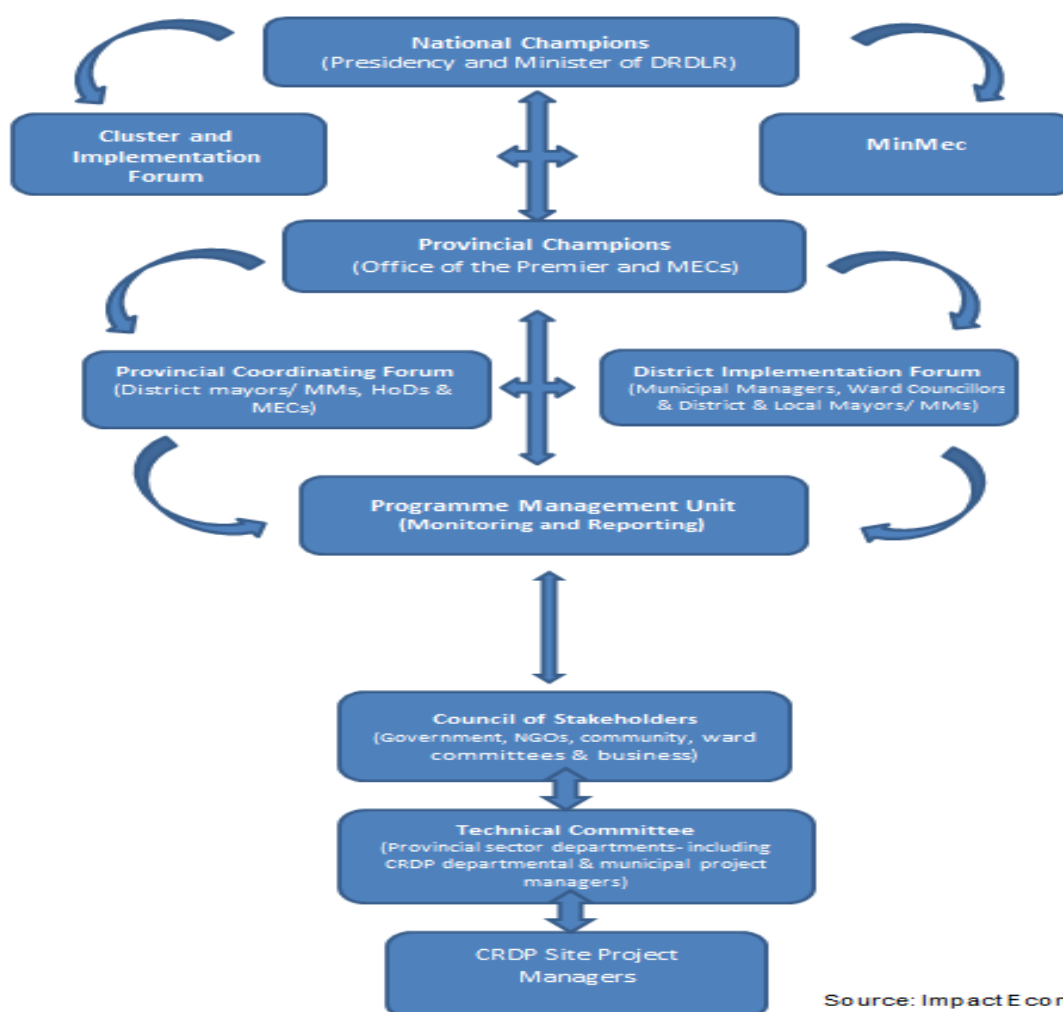 National Champions
(Presidency and Minister of DRDLR)
Cluster and
Implementation
Forum
MinMec
Provincial Champions
(Office of the Premier and MECs)
Provincial Coordinating Forum
(District mayors/ MMs, HoDs &
MECs)
District Implementation Forum
(Municipal Managers, Ward Councillors
& District & Local Mayors/ MMs)
Programme Management Unit
(Monitoring and Reporting)
Council of Stakeholders
(Government, NGOs, community, ward
committees & business)
Technical Committee
(Provincial sector departments- including
CRDP departmental & municipal project
managers)
CRDP Site Project
Managers
Source: Impact Econ